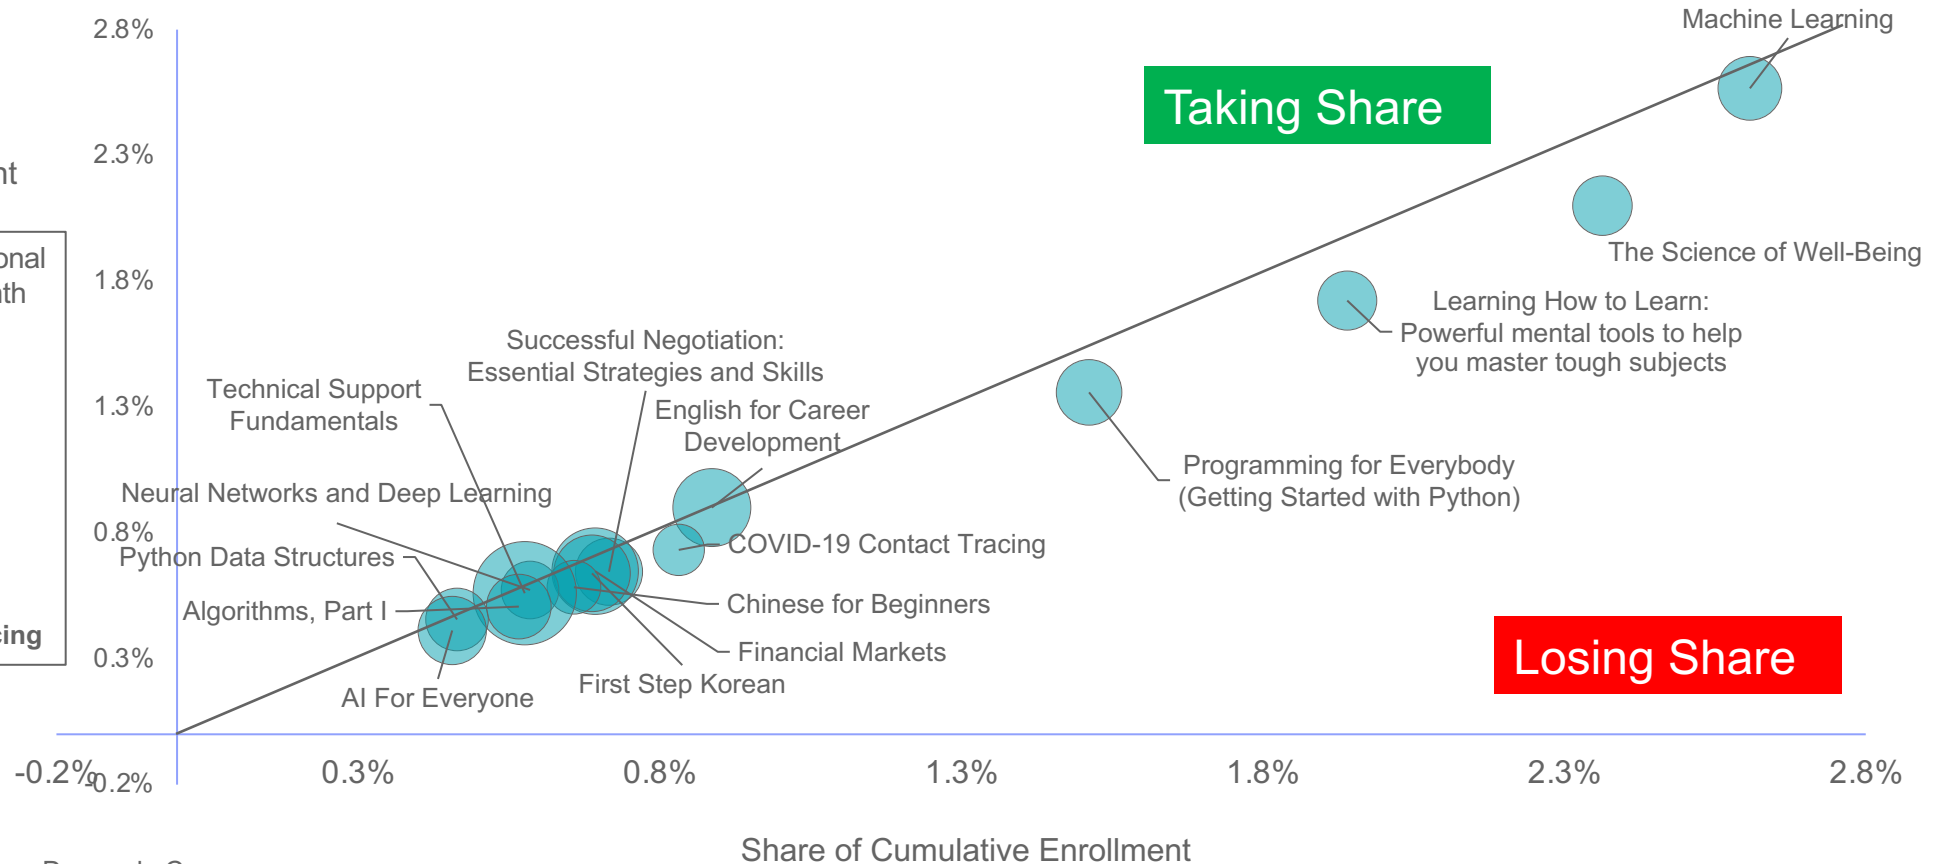 2.8%
Machine Learning
Taking Share
2.3%
nt
onal
1.8%
nth
The Science of Well-Being
Learning How to Learn:
Powerful mental tools to help
you master tough subjects
Successful Negotiation:
Essential Strategies and Skills
Technical Support
Fundamentals
1.3%
English for Career
Development
Programming for Everybody
(Getting Started with Python)
Neural Networks and Deep Learning
0.8%
Python Data Structures
COVID-19 Contact Tracing
Algorithms, Part I
Chinese for Beginners
cing
0.3%
Financial Markets
Losing Share
First Step Korean
AI For Everyone
-0.2%
-0.2%
0.3%
0.8%
1.3%
1.8%
2.3%
2.8%
Share of Cumulative Enrollment